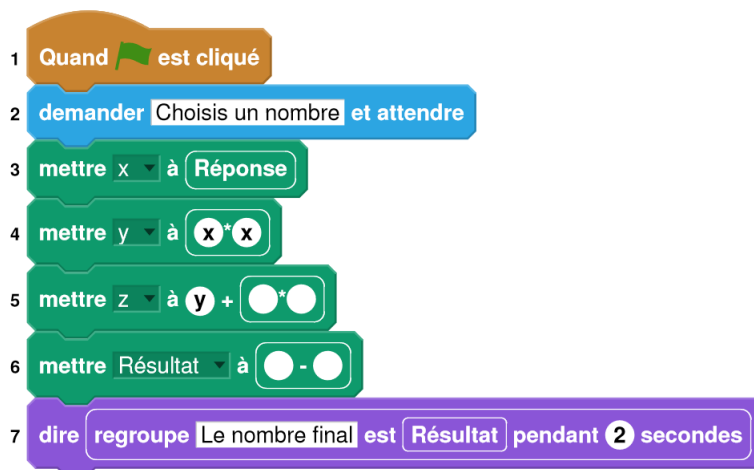 1 Quand est cliqué
2 demander Choisis un nombre et attendre
3 mettre x à Réponse
4 mettre y à x * x
5 mettre z à y + *
6 mettre Résultat à -
7 dire regroupe Le nombre final est Résultat pendant 2 secondes